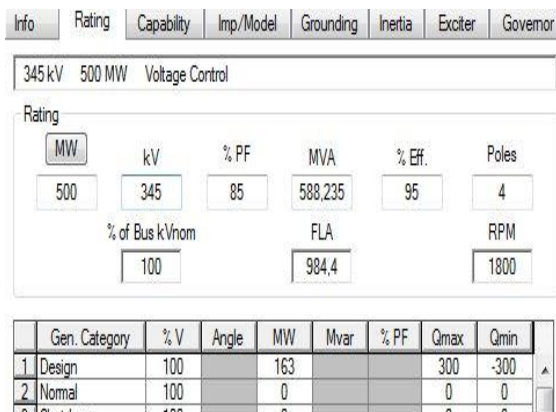 Info Rating Capability Imp/Model Grounding Inertia Exciter Governor
345 kV 500 MW Voltage Control
Rating
MW kV % PF MVA % Eff. Poles
500 345 85 588,235 95 4
% of Bus kVnom FLA RPM
100 984,4 1800
Gen. Category % V Angle MW Mvar % PF Qmax Qmin
1 Design 100 163 300 -300
2 Normal 100 0 0 0